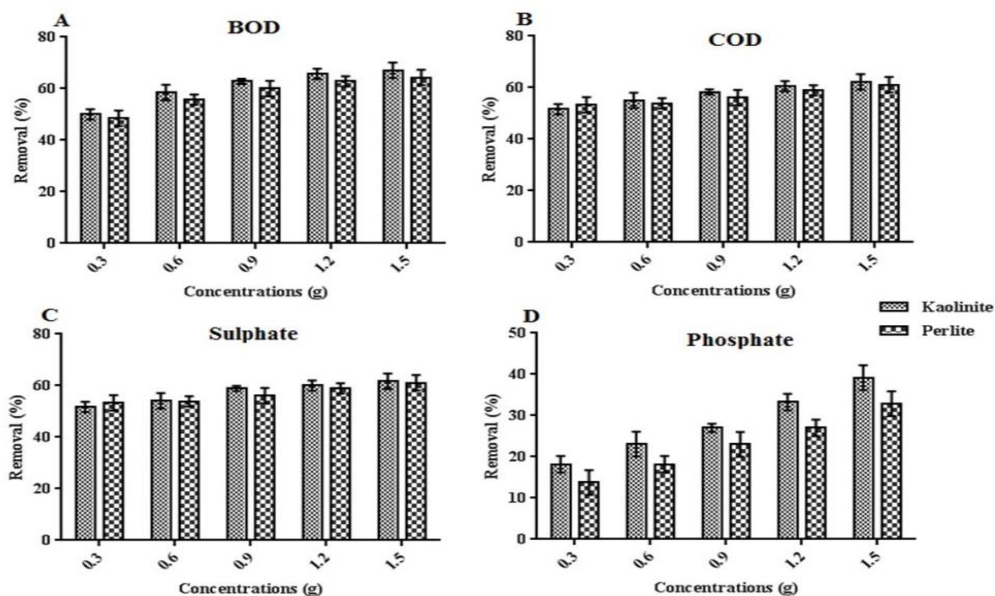 A
BOD
80
60
40
20
0
Removal (%)
0.3
0.6
0.9
1.2
1.5
Concentrations (g)
B
COD
80
60
40
20
0
Removal (%)
0.3
0.6
0.9
1.2
1.5
Concentrations (g)
C
Sulphate
80
60
40
20
0
Removal (%)
0.3
0.6
0.9
1.2
1.5
Concentrations (g)
Kaolinite
Perlite
D
Phosphate
50
40
30
20
10
0
Removal (%)
0.3
0.6
0.9
1.2
1.5
Concentrations (g)